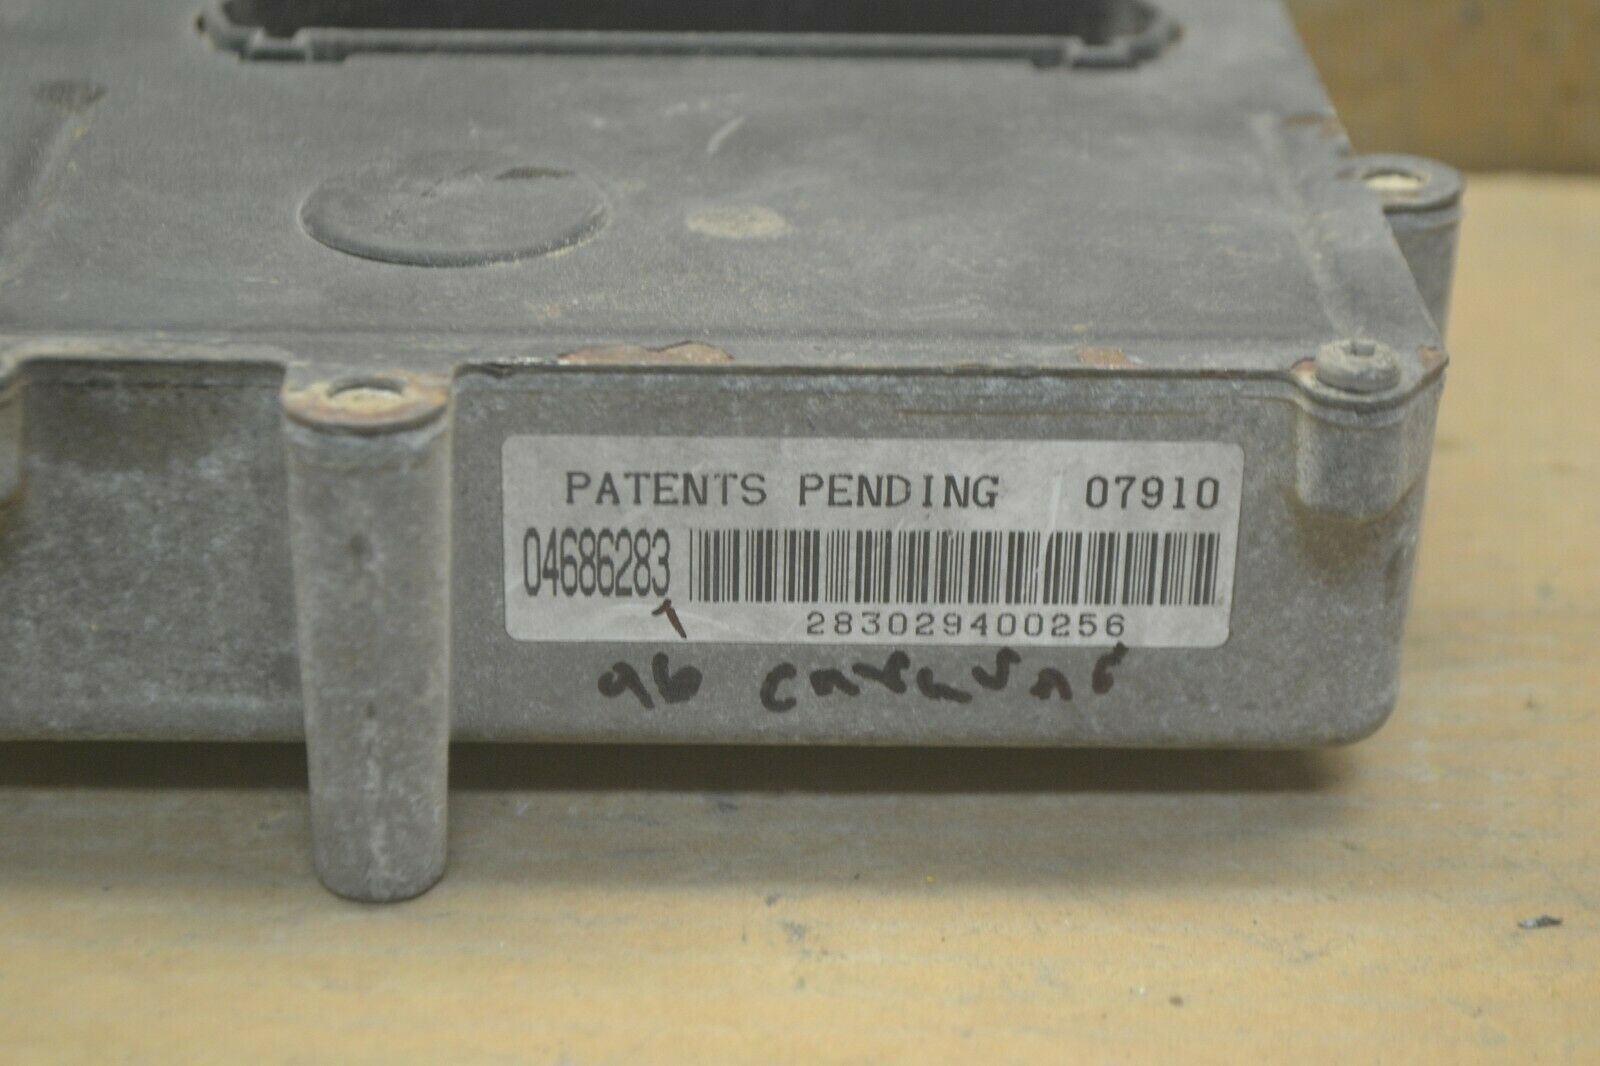 PATENTS PENDING 07910
04686283
283029400256
96 Caravan